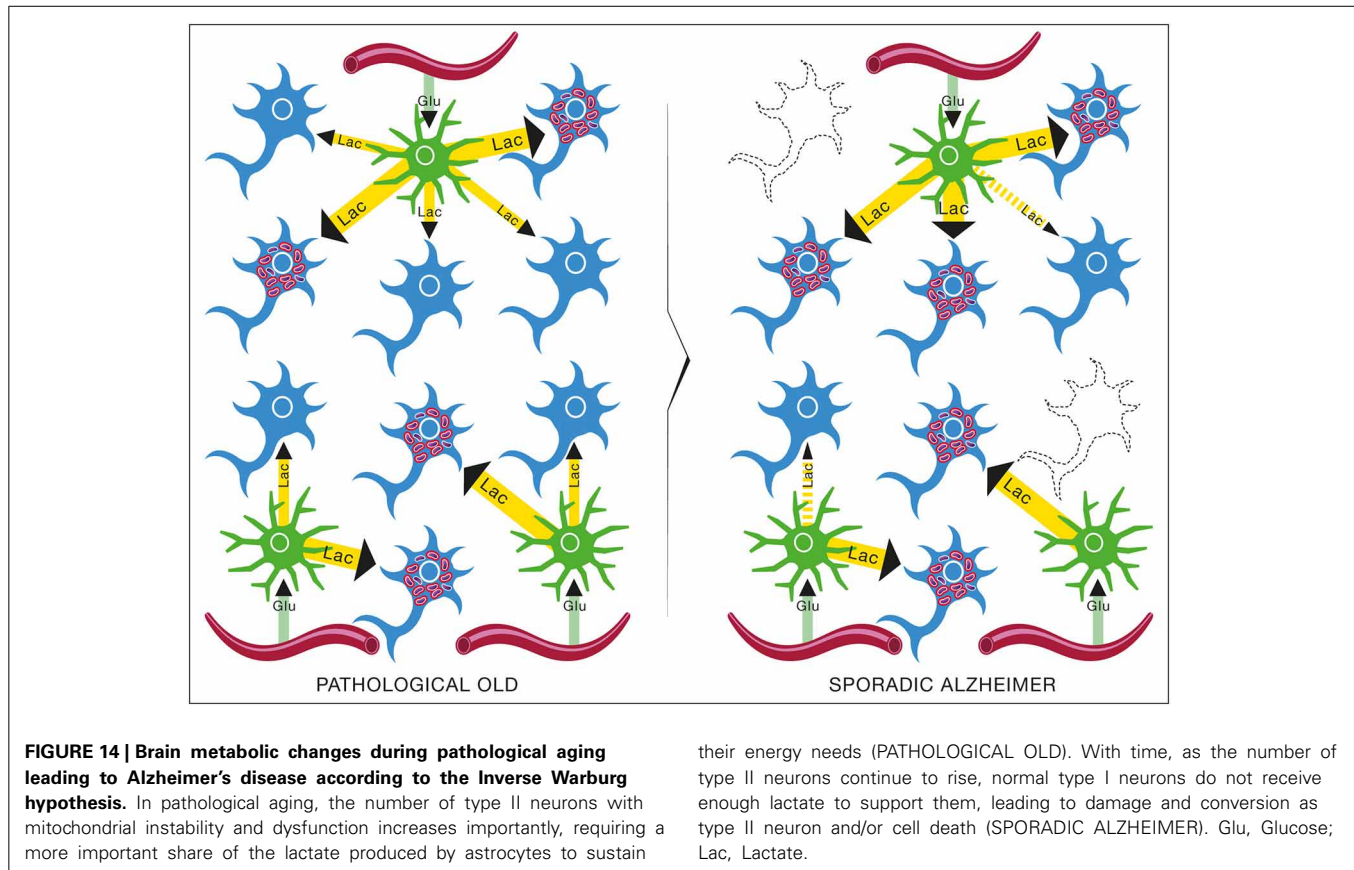 Glu
Lac
Lac
Lac
Lac
Lac
Lac
Lac
Lac
Lac
Glu
Glu
PATHOLOGICAL OLD
Glu
Lac
Lac
Lac
Lac
Lac
Lac
Lac
Glu
Glu
SPORADIC ALZHEIMER
FIGURE 14 | Brain metabolic changes during pathological aging
leading to Alzheimer's disease according to the Inverse Warburg
hypothesis. In pathological aging, the number of type II neurons with
mitochondrial instability and dysfunction increases importantly, requiring a
more important share of the lactate produced by astrocytes to sustain
their energy needs (PATHOLOGICAL OLD). With time, as the number of
type II neurons continue to rise, normal type I neurons do not receive
enough lactate to support them, leading to damage and conversion as
type II neuron and/or cell death (SPORADIC ALZHEIMER). Glu, Glucose;
Lac, Lactate.